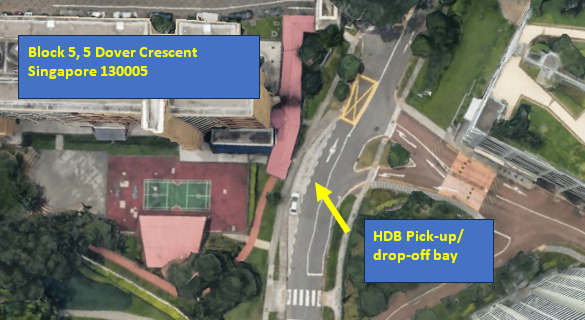 Block 5, 5 Dover Crescent
Singapore 130005
HDB Pick-up/
drop-off bay